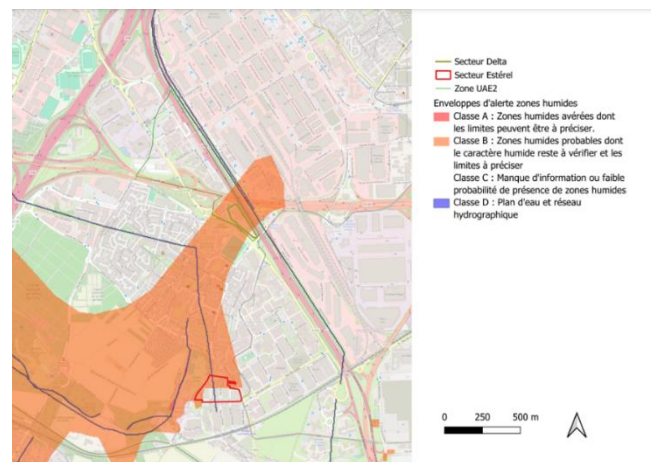 Secteur Delta
Secteur Estérel
Zone UAE2
Enveloppes d'alerte zones humides
Classe A : Zones humides avérées dont
les limites peuvent être à préciser.
Classe B : Zones humides probables dont
le caractère humide reste à vérifier et les
limites à préciser
Classe C : Manque d'information ou faible
probabilité de présence de zones humides
Classe D : Plan d'eau et réseau
hydrographique
0 250 500 m